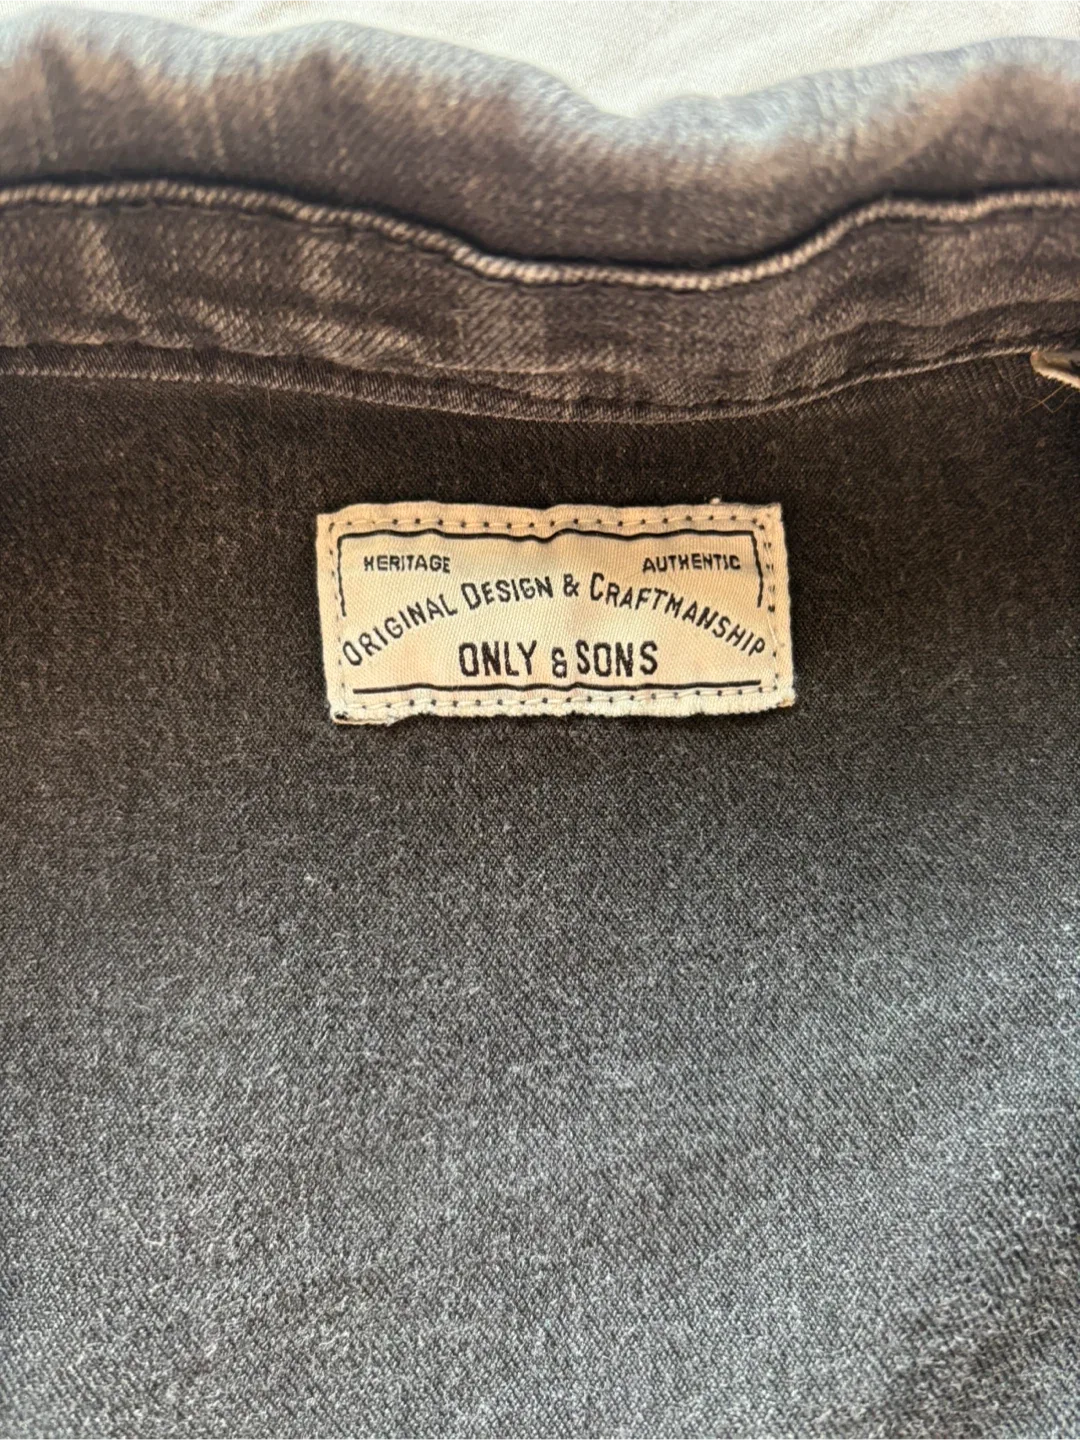 HERITAGE AUTHENTIC
ORIGINAL DESIGN & CRAFTMANSHIP
ONLY & SONS